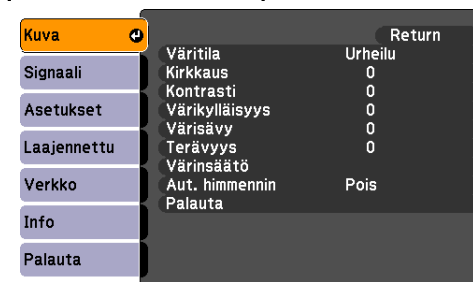 Kuva
Signaali
Asetukset
Laajennettu
Verkko
Info
Palauta
Return
Väritila Urheilu
Kirkkaus 0
Kontrasti 0
Värikylläisyys 0
Värisävy 0
Terävyys 0
Värinsäätö
Aut. himmennin Pois
Palauta